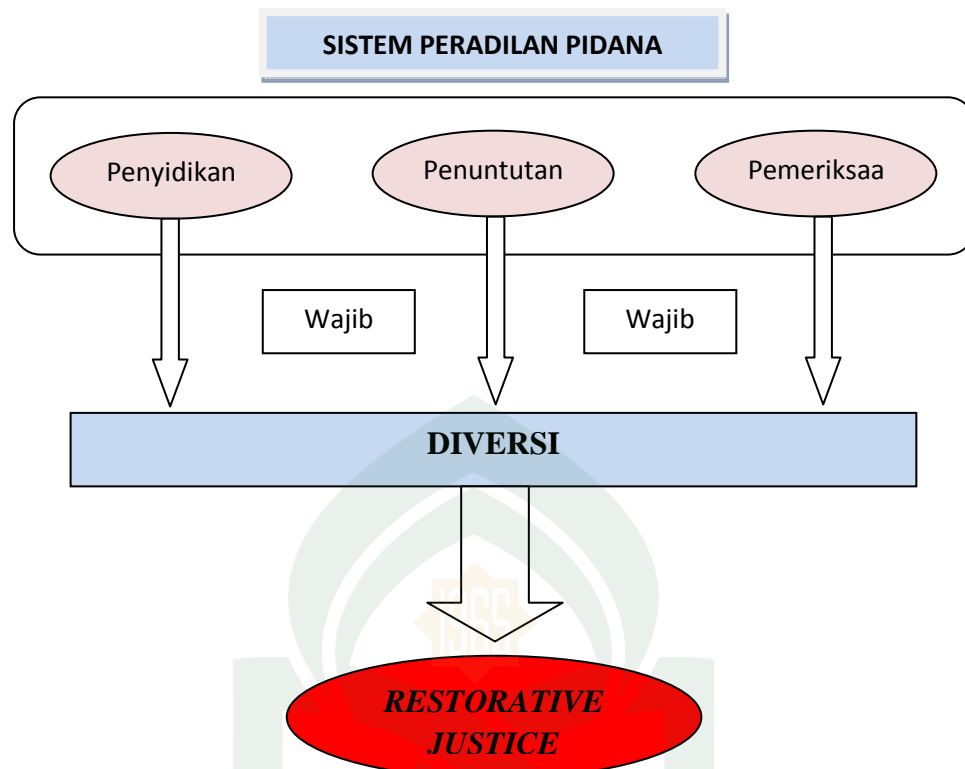 SISTEM PERADILAN PIDANA
Penyidikan
Penuntutan
Pemeriksaa
Wajib
Wajib
DIVERSI
RESTORATIVE
JUSTICE